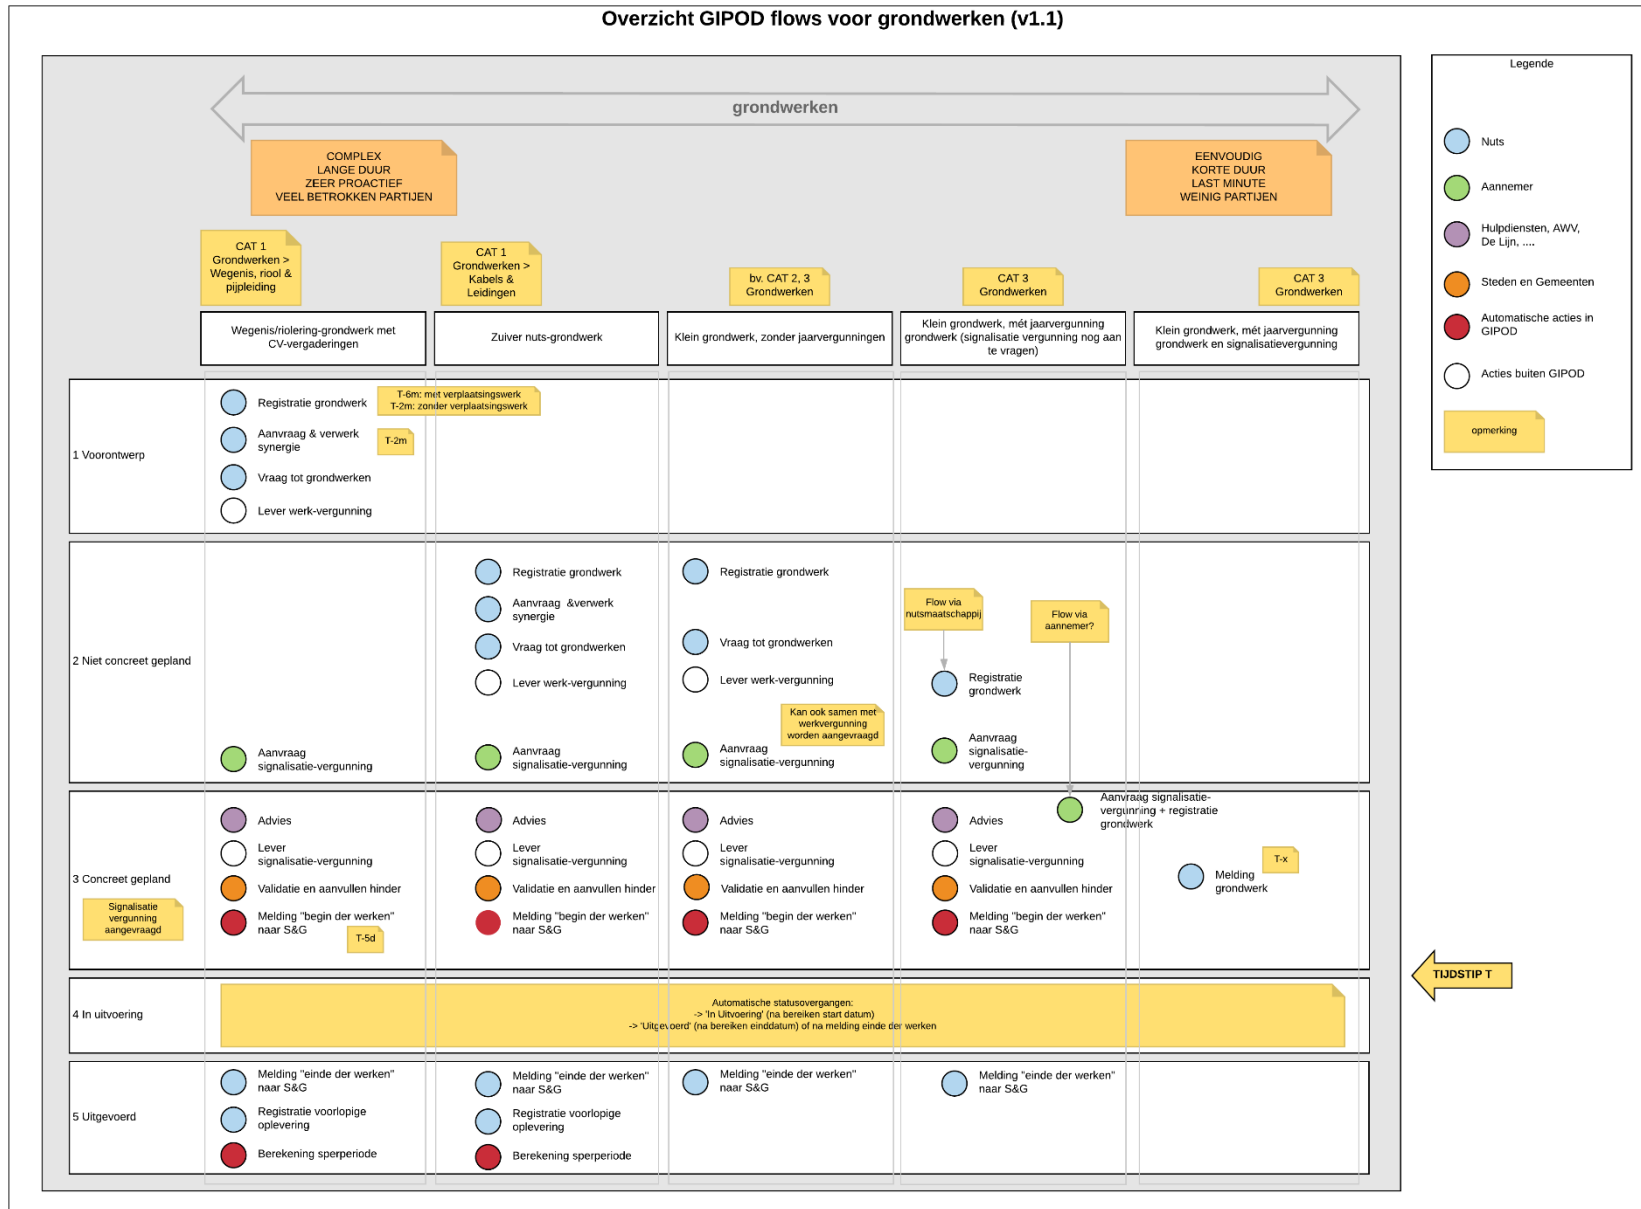 Overzicht GIPOD flows voor grondwerken (v1.1)
grondwerken
COMPLEX
LANGE DUUR
ZEER PROACTIEF
VEEL BETROKKEN PARTIJEN
EENVOUDIG
KORTE DUUR
LAST MINUTE
WEINIG PARTIJEN
CAT 1
Grondwerken >
Wegenis, riool &
pijpleiding
CAT 1
Grondwerken >
Kabels &
Leidingen
bv. CAT 2, 3
Grondwerken
CAT 3
Grondwerken
CAT 3
Grondwerken
Wegenis/riolering-grondwerk met
CV-vergaderingen
Zuiver nuts-grondwerk
Klein grondwerk, zonder jaarvergunningen
Klein grondwerk, mét jaarvergunning
grondwerk (signalisatie vergunning nog aan
te vragen)
Klein grondwerk, mét jaarvergunning
grondwerk en signalisatievergunning
1 Voorontwerp
Registratie grondwerk
T-6m: met verplaatsingswerk
T-2m: zonder verplaatsingswerk
Aanvraag & verwerk
synergie
T-2m
Vraag tot grondwerken
Lever werk-vergunning
2 Niet concreet gepland
Aanvraag
signalisatie-vergunning
Registratie grondwerk
Aanvraag &verwerk
synergie
Vraag tot grondwerken
Lever werk-vergunning
Aanvraag
signalisatie-vergunning
Registratie grondwerk
Vraag tot grondwerken
Lever werk-vergunning
Kan ook samen met
werkvergunning
worden aangevraagd
Aanvraag
signalisatie-vergunning
Flow via
nutsmaatschappij
Registratie
grondwerk
Aanvraag
signalisatie-
vergunning
Flow via
aannemer?
3 Concreet gepland
Signalisatie
vergunning
aangevraagd
Advies
Lever
signalisatie-vergunning
Validatie en aanvullen hinder
Melding "begin der werken"
naar S&G
T-5d
Advies
Lever
signalisatie-vergunning
Validatie en aanvullen hinder
Melding "begin der werken"
naar S&G
Advies
Lever
signalisatie-vergunning
Validatie en aanvullen hinder
Melding "begin der werken"
naar S&G
Advies
Lever
signalisatie-vergunning
Validatie en aanvullen hinder
Melding "begin der werken"
naar S&G
Aanvraag signalisatie-
vergunning + registratie
grondwerk
T-x
Melding
grondwerk
TIJDSTIP T
4 In uitvoering
Automatische statusovergangen:
-> 'In Uitvoering' (na bereiken start datum)
-> 'Uitgevoerd' (na bereiken einddatum) of na melding einde der werken
5 Uitgevoerd
Melding "einde der werken"
naar S&G
Registratie voorlopige
oplevering
Berekening sperperiode
Melding "einde der werken"
naar S&G
Registratie voorlopige
oplevering
Berekening sperperiode
Melding "einde der werken"
naar S&G
Melding "einde der werken"
naar S&G
Legende
Nuts
Aannemer
Hulpdiensten, AWV,
De Lijn, ....
Steden en Gemeenten
Automatische acties in
GIPOD
Acties buiten GIPOD
opmerking